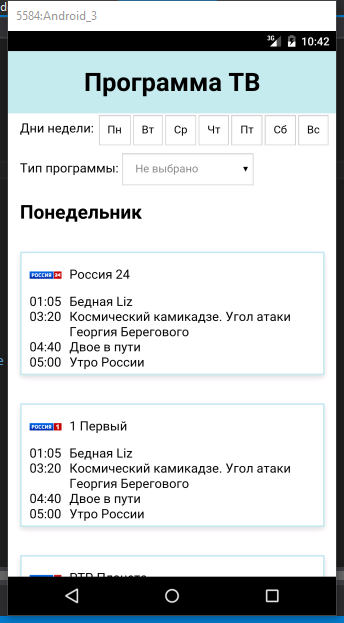 5584:Android_3
3G 10:42
Программа ТВ
Дни недели: Пн Вт Ср Чт Пт Сб Вс
Тип программы: Не выбрано
Понедельник
РОССИЯ 24 Россия 24
01:05 Бедная Liz
03:20 Космический камикадзе. Угол атаки
Георгия Берегового
04:40 Двое в пути
05:00 Утро России
РОССИЯ 1 1 Первый
01:05 Бедная Liz
03:20 Космический камикадзе. Угол атаки
Георгия Берегового
04:40 Двое в пути
05:00 Утро России
РТР Планета